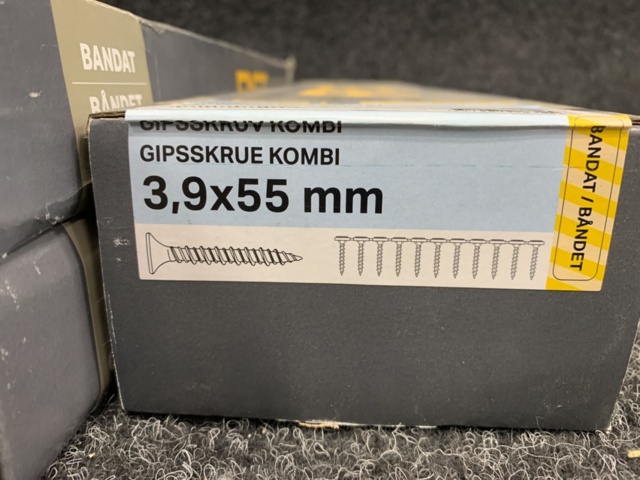 BANDAT
BÅNDET
GIPSSKRUV KOMBI
GIPSSKRUE KOMBI
3,9x55 mm
BANDAT / BÅNDET